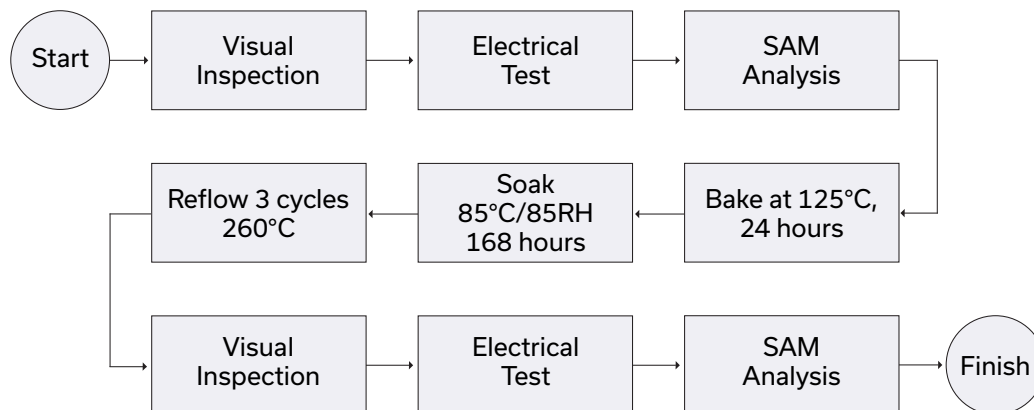 Start
Visual
Inspection
Electrical
Test
SAM
Analysis
Reflow 3 cycles
260°C
Soak
85°C/85RH
168 hours
Bake at 125°C,
24 hours
Visual
Inspection
Electrical
Test
SAM
Analysis
Finish